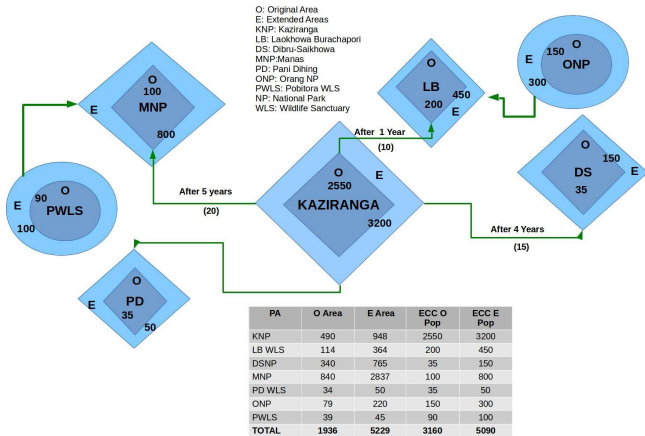 O: Original Area
E: Extended Areas
KNP: Kaziranga
LB: Laokhowa Burachapori
DS: Dibru-Saikhowa
MNP:Manas
PD: Pani Dihing
ONP: Orang NP
PWLS: Pobitora WLS
NP: National Park
WLS: Wildlife Sanctuary
O
100
MNP
E
800
O
LB
450
200
E
150
O
E
ONP
300
After 1 Year
(10)
O
150
DS
E
35
O
2550
E
KAZIRANGA
3200
After 5 years
(20)
After 4 Years
(15)
90
O
E
PWLS
100
O
PD
E
35
50
PA O Area E Area ECC O Pop ECC E Pop
KNP 490 948 2550 3200
LB WLS 114 364 200 450
DSNP 340 765 35 150
MNP 840 2837 100 800
PD WLS 34 50 35 50
ONP 79 220 150 300
PWLS 39 45 90 100
TOTAL 1936 5229 3160 5090